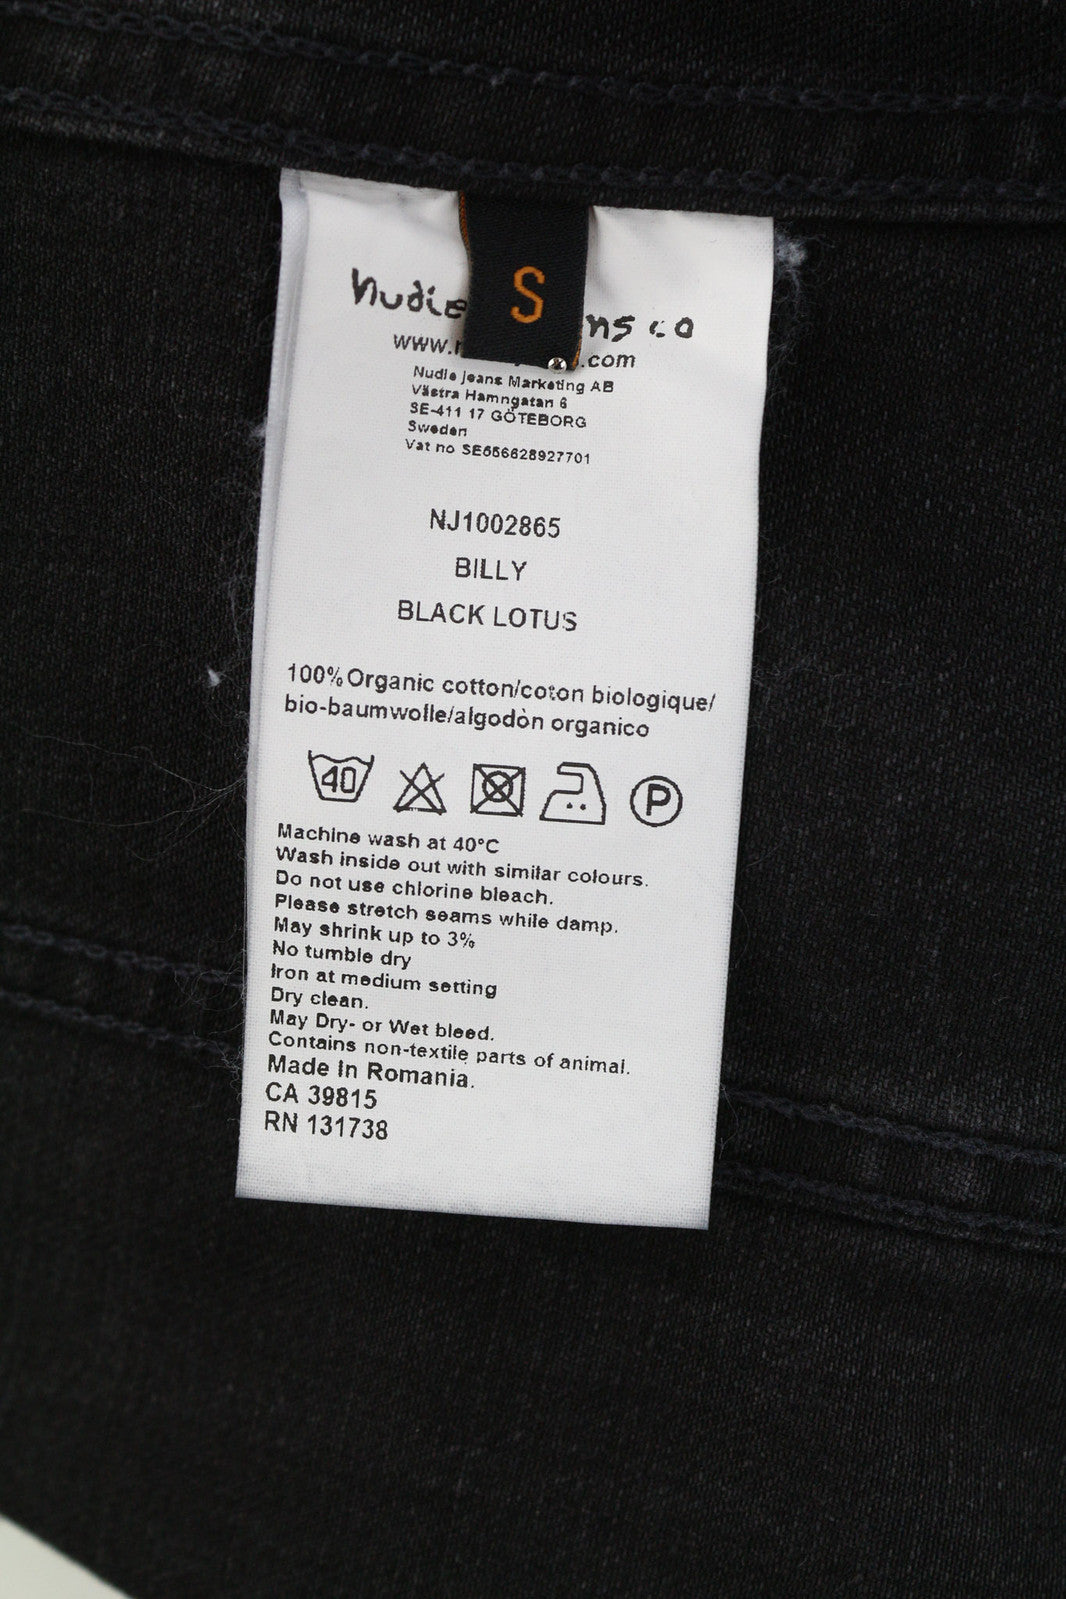 S
Nudie ns co
www. .com
Nudie Jeans Marketing AB
Västra Hamngatan 6
SE-411 17 GÖTEBORG
Sweden
Vat no SE556628927701
NJ1002865
BILLY
BLACK LOTUS
100%Organic cotton/coton biologique/
bio-baumwolle/algodòn organico
40
P
Machine wash at 40°C
Wash inside out with similar colours.
Do not use chlorine bleach.
Please stretch seams while damp.
May shrink up to 3%
No tumble dry
Iron at medium setting
Dry clean.
May Dry- or Wet bleed.
Contains non-textile parts of animal.
Made in Romania.
CA 39815
RN 131738